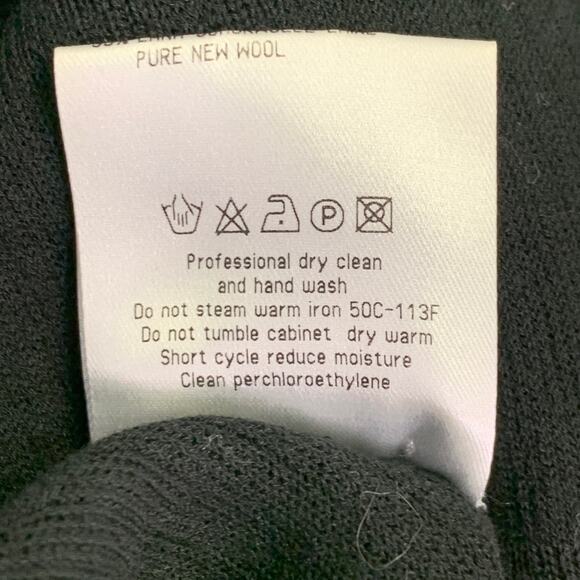 PURE NEW WOOL
P
Professional dry clean
and hand wash
Do not steam warm iron 50C-113F
Do not tumble cabinet dry warm
Short cycle reduce moisture
Clean perchloroethylene